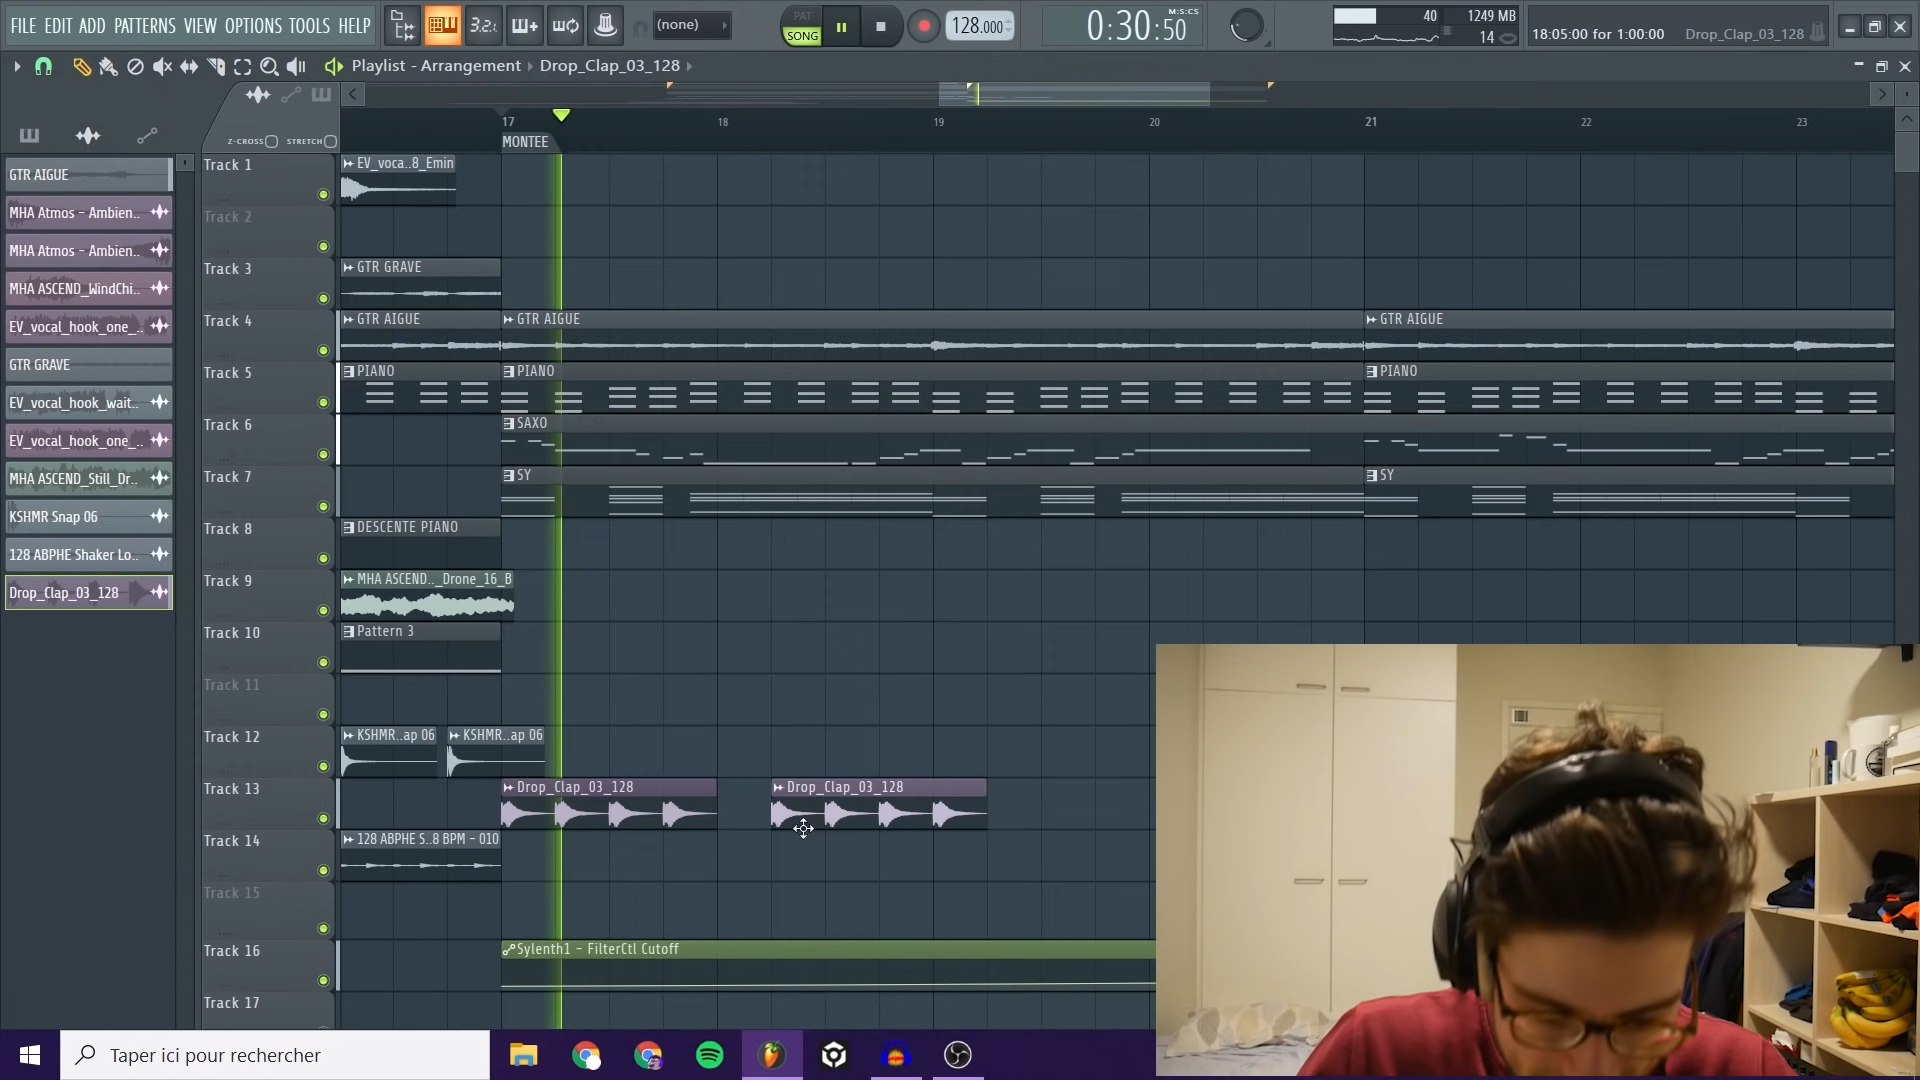 FILE EDIT ADD PATTERNS VIEW OPTIONS TOOLS HELP
3.2.
(none)
PAT
SONG
128.000
M:S:CS
0:30:50
40
1249 MB
14
18:05:00 for 1:00:00
Drop_Clap_03_128
Playlist - Arrangement › Drop_Clap_03_128 ›
Z-CROSS
STRETCH
17
18
19
20
21
22
23
MONTEE
GTR AIGUE
MHA Atmos - Ambien..
MHA Atmos - Ambien..
MHA ASCEND_WindChi..
EV_vocal_hook_one_..
GTR GRAVE
EV_vocal_hook_wait..
EV_vocal_hook_one_..
MHA ASCEND_Still_Dr..
KSHMR Snap 06
128 ABPHE Shaker Lo..
Drop_Clap_03_128
Track 1
EV_voca..8_Emin
Track 2
Track 3
GTR GRAVE
Track 4
GTR AIGUE
GTR AIGUE
GTR AIGUE
Track 5
PIANO
PIANO
PIANO
Track 6
SAXO
Track 7
SY
SY
Track 8
DESCENTE PIANO
Track 9
MHA ASCEND.._Drone_16_B
Track 10
Pattern 3
Track 11
Track 12
KSHMR..ap 06
KSHMR..ap 06
Track 13
Drop_Clap_03_128
Drop_Clap_03_128
Track 14
128 ABPHE S..8 BPM - 010
Track 15
Track 16
Sylenth1 - FilterCtl Cutoff
Track 17
Taper ici pour rechercher